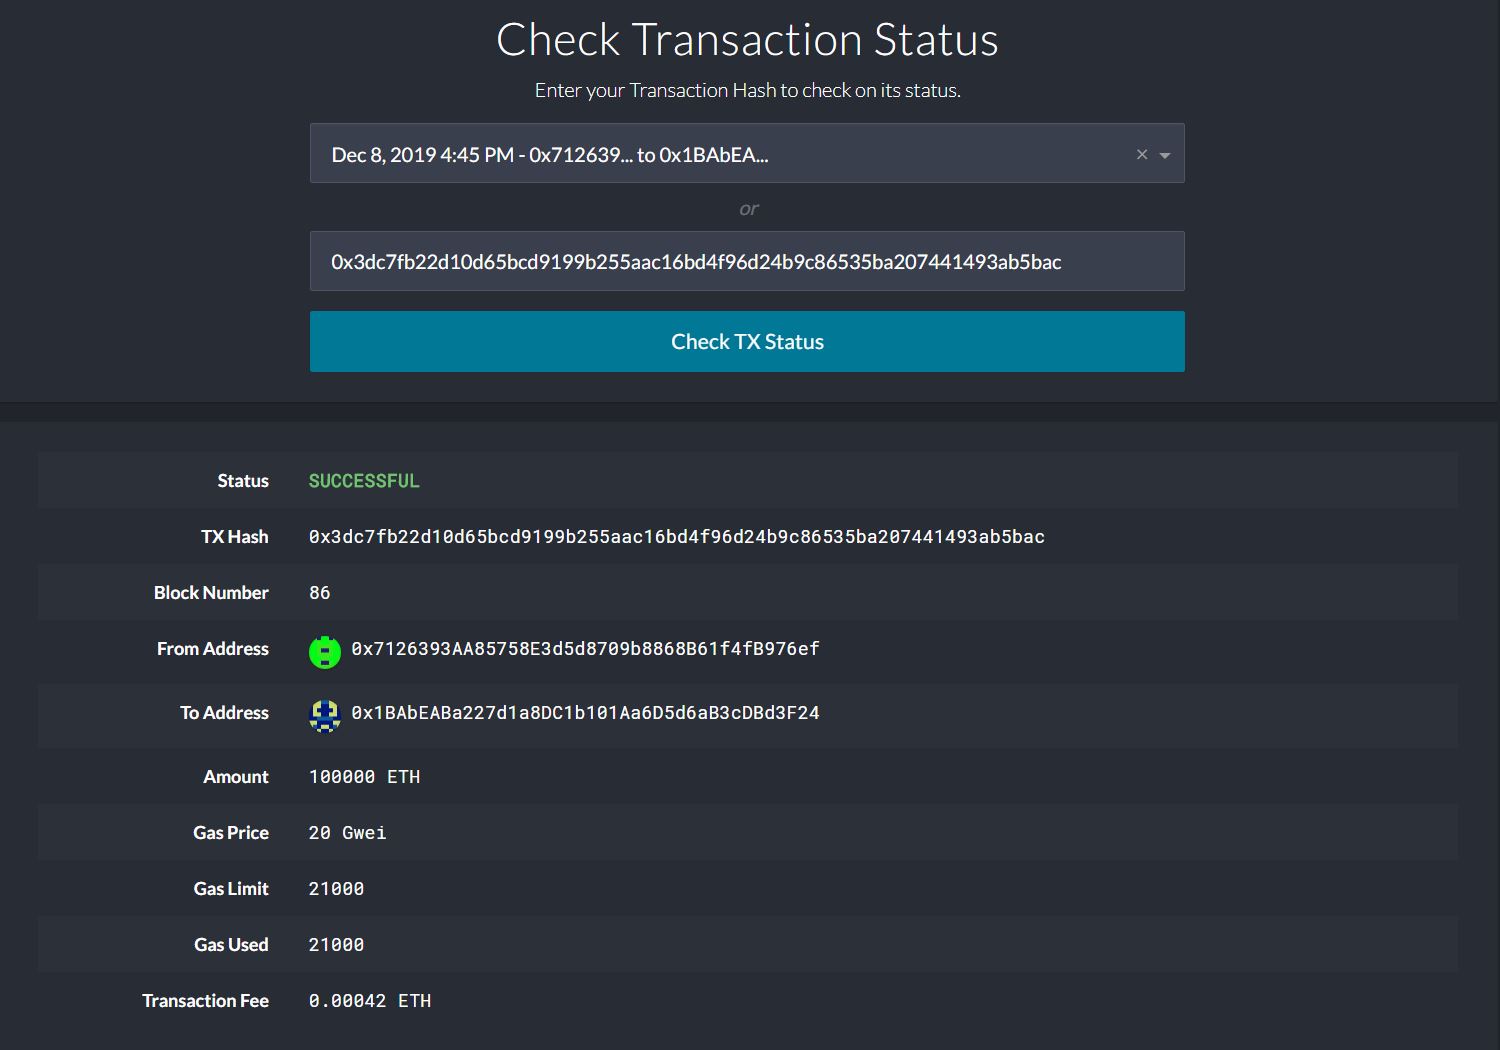 Check Transaction Status
Enter your Transaction Hash to check on its status.
Dec 8, 2019 4:45 PM - 0x712639... to 0x1BAbEA...
or
0x3dc7fb22d10d65bcd9199b255aac16bd4f96d24b9c86535ba207441493ab5bac
Check TX Status
Status SUCCESSFUL
TX Hash 0x3dc7fb22d10d65bcd9199b255aac16bd4f96d24b9c86535ba207441493ab5bac
Block Number 86
From Address 0x7126393AA85758E3d5d8709b8868B61f4fB976ef
To Address 0x1BAbEABa227d1a8DC1b101Aa6D5d6aB3cDBd3F24
Amount 100000 ETH
Gas Price 20 Gwei
Gas Limit 21000
Gas Used 21000
Transaction Fee 0.00042 ETH